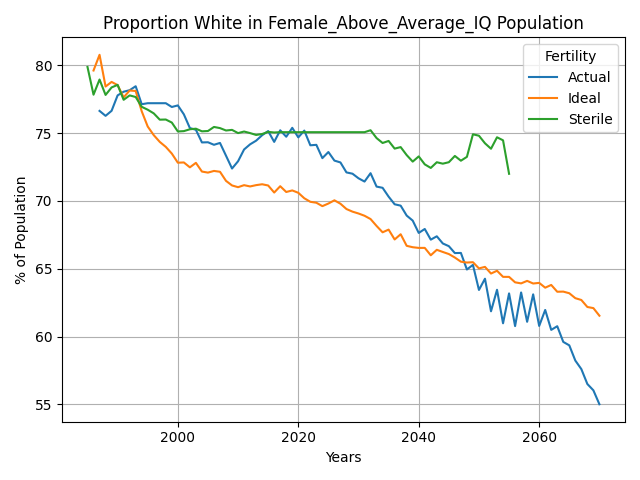 Proportion White in Female_Above_Average_IQ Population
% of Population
80
75
70
65
60
55
2000
2020
2040
2060
Years
Fertility
Actual
Ideal
Sterile